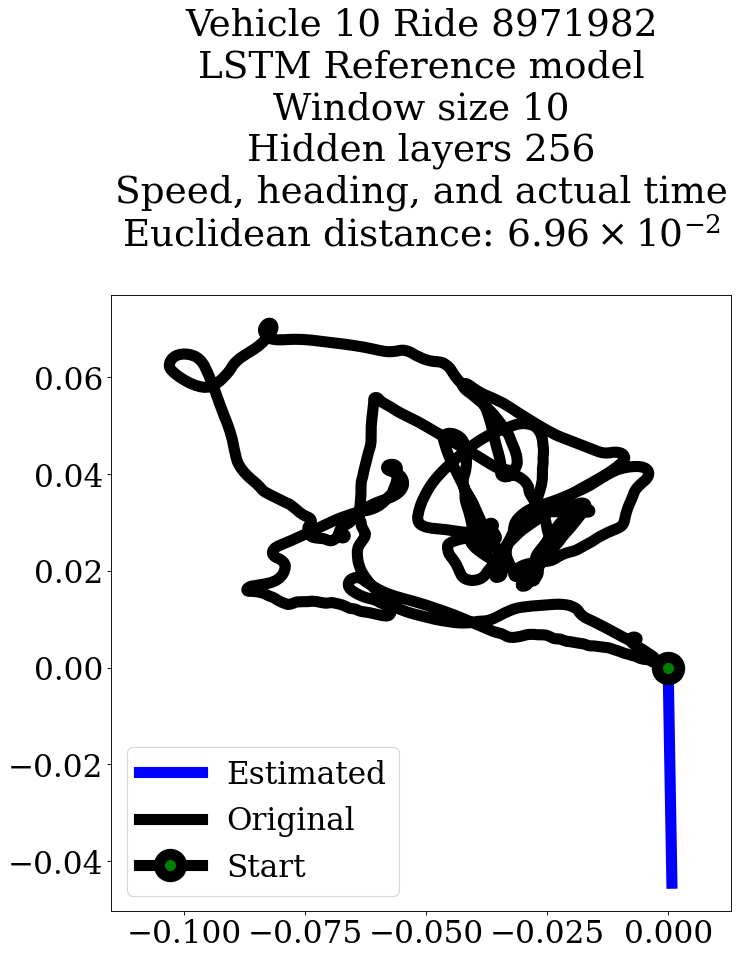 Vehicle 10 Ride 8971982
LSTM Reference model
Window size 10
Hidden layers 256
Speed, heading, and actual time
Euclidean distance: 6.96 × 10⁻²
0.06
0.04
0.02
0.00
−0.02
−0.04
Estimated
Original
Start
−0.100 −0.075 −0.050 −0.025 0.000